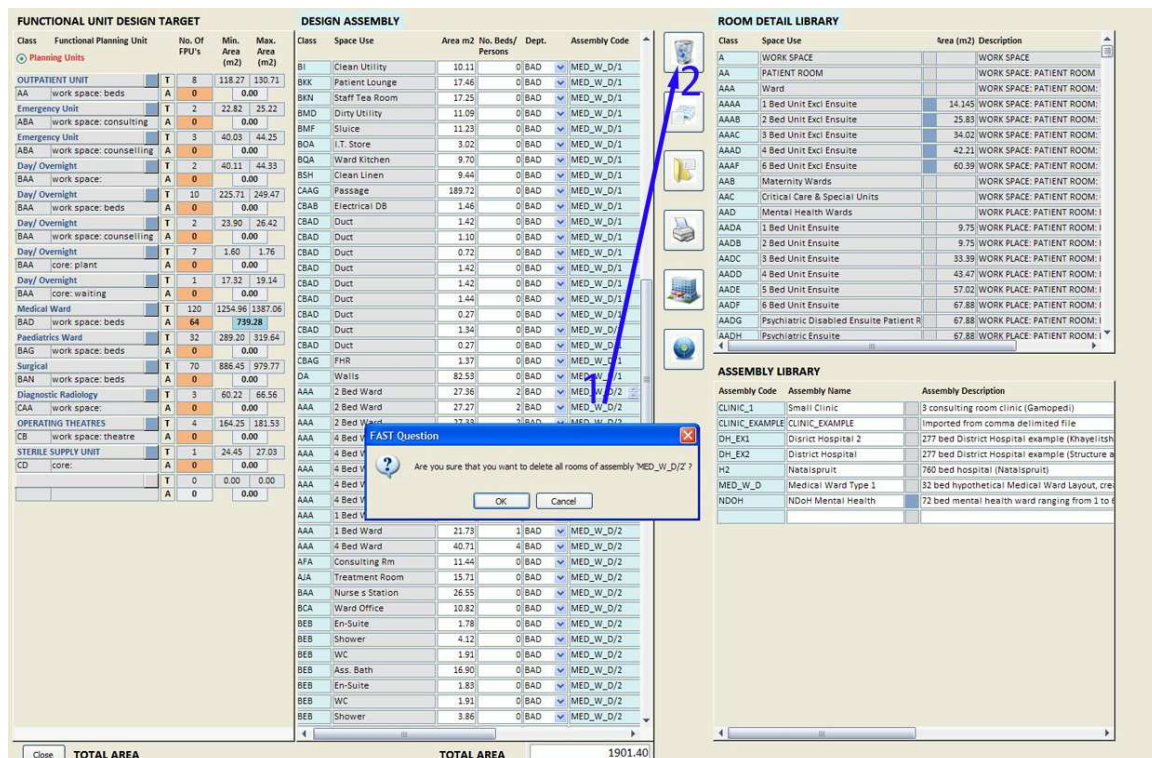 FUNCTIONAL UNIT DESIGN TARGET
Class Functional Planning Unit No. Of FPU's Min. Area (m2) Max. Area (m2)
Planning Units
OUTPATIENT UNIT T 8 118.27 130.71
AA work space: beds A 0 0.00
Emergency Unit T 2 22.82 25.22
ABA work space: consulting A 0 0.00
Emergency Unit T 3 40.03 44.25
ABA work space: counselling A 0 0.00
Day/ Overnight T 2 40.11 44.33
BAA work space: A 0 0.00
Day/ Overnight T 10 225.71 249.47
BAA work space: beds A 0 0.00
Day/ Overnight T 2 23.90 26.42
BAA work space: counselling A 0 0.00
Day/ Overnight T 7 1.60 1.76
BAA core: plant A 0 0.00
Day/ Overnight T 1 17.32 19.14
BAA core: waiting A 0 0.00
Medical Ward T 120 1254.96 1387.06
BAD work space: beds A 64 739.28
Paediatrics Ward T 32 289.20 319.64
BAG work space: beds A 0 0.00
Surgical T 70 886.45 979.77
BAN work space: beds A 0 0.00
Diagnostic Radiology T 3 60.22 66.56
CAA work space: A 0 0.00
OPERATING THEATRES T 4 164.25 181.53
CB work space: theatre A 0 0.00
STERILE SUPPLY UNIT T 1 24.45 27.03
CD core: A 0 0.00
T 0 0.00 0.00
A 0 0.00
Close TOTAL AREA
DESIGN ASSEMBLY
Class Space Use Area m2 No. Beds/ Persons Dept. Assembly Code
BI Clean Utility 10.11 0 BAD MED_W_D/1
BKK Patient Lounge 17.46 0 BAD MED_W_D/1
BKN Staff Tea Room 17.25 0 BAD MED_W_D/1
BMD Dirty Utility 11.09 0 BAD MED_W_D/1
BMF Sluice 11.23 0 BAD MED_W_D/1
BOA I.T. Store 3.02 0 BAD MED_W_D/1
BQA Ward Kitchen 9.70 0 BAD MED_W_D/1
BSH Clean Linen 9.44 0 BAD MED_W_D/1
CAAG Passage 189.72 0 BAD MED_W_D/1
CBAB Electrical DB 1.46 0 BAD MED_W_D/1
CBAD Duct 1.42 0 BAD MED_W_D/1
CBAD Duct 1.10 0 BAD MED_W_D/1
CBAD Duct 0.72 0 BAD MED_W_D/1
CBAD Duct 1.42 0 BAD MED_W_D/1
CBAD Duct 1.42 0 BAD MED_W_D/1
CBAD Duct 1.44 0 BAD MED_W_D/1
CBAD Duct 0.27 0 BAD MED_W_D/1
CBAD Duct 1.34 0 BAD MED_W_D/1
CBAD Duct 0.27 0 BAD MED_W_D/1
CBAG FHR 1.37 0 BAD MED_W_D/1
DA Walls 82.53 0 BAD MED_W_D/1
AAA 2 Bed Ward 27.36 2 BAD MED_W_D/2
AAA 2 Bed Ward 27.27 2 BAD MED_W_D/2
AAA 2 Bed Ward 27.33 2 BAD MED_W_D/2
AAA 4 Bed
AAA 4 Bed
AAA 4 Bed
AAA 4 Bed
AAA 4 Bed
AAA 1 Bed
AAA 1 Bed Ward 21.73 1 BAD MED_W_D/2
AAA 4 Bed Ward 40.71 4 BAD MED_W_D/2
AFA Consulting Rm 11.44 0 BAD MED_W_D/2
AJA Treatment Room 15.71 0 BAD MED_W_D/2
BAA Nurse s Station 26.55 0 BAD MED_W_D/2
BCA Ward Office 10.82 0 BAD MED_W_D/2
BEB En-Suite 1.78 0 BAD MED_W_D/2
BEB Shower 4.12 0 BAD MED_W_D/2
BEB WC 1.91 0 BAD MED_W_D/2
BEB Ass. Bath 16.90 0 BAD MED_W_D/2
BEB En-Suite 1.83 0 BAD MED_W_D/2
BEB WC 1.91 0 BAD MED_W_D/2
BEB Shower 3.86 0 BAD MED_W_D/2
TOTAL AREA 1901.40
FAST Question
Are you sure that you want to delete all rooms of assembly 'MED_W_D/2' ?
OK Cancel
1
2
ROOM DETAIL LIBRARY
Class Space Use Area (m2) Description
A WORK SPACE WORK SPACE
AA PATIENT ROOM WORK SPACE: PATIENT ROOM
AAA Ward WORK SPACE: PATIENT ROOM:
AAAA 1 Bed Unit Excl Ensuite 14.145 WORK SPACE: PATIENT ROOM:
AAAB 2 Bed Unit Excl Ensuite 25.83 WORK SPACE: PATIENT ROOM:
AAAC 3 Bed Unit Excl Ensuite 34.02 WORK SPACE: PATIENT ROOM:
AAAD 4 Bed Unit Excl Ensuite 42.21 WORK SPACE: PATIENT ROOM:
AAAF 6 Bed Unit Excl Ensuite 60.39 WORK SPACE: PATIENT ROOM:
AAB Maternity Wards WORK SPACE: PATIENT ROOM:
AAC Critical Care & Special Units WORK SPACE: PATIENT ROOM:
AAD Mental Health Wards WORK PLACE: PATIENT ROOM:
AADA 1 Bed Unit Ensuite 9.75 WORK PLACE: PATIENT ROOM:
AADB 2 Bed Unit Ensuite 9.75 WORK PLACE: PATIENT ROOM:
AADC 3 Bed Unit Ensuite 33.39 WORK PLACE: PATIENT ROOM:
AADD 4 Bed Unit Ensuite 43.47 WORK PLACE: PATIENT ROOM:
AADE 5 Bed Unit Ensuite 57.02 WORK PLACE: PATIENT ROOM:
AADF 6 Bed Unit Ensuite 67.88 WORK PLACE: PATIENT ROOM:
AADG Psychiatric Disabled Ensuite Patient R 67.88 WORK PLACE: PATIENT ROOM:
AADH Psychiatric Ensuite 67.88 WORK PLACE: PATIENT ROOM:
ASSEMBLY LIBRARY
Assembly Code Assembly Name Assembly Description
CLINIC_1 Small Clinic 3 consulting room clinic (Gamopedi)
CLINIC_EXAMPLE CLINIC_EXAMPLE Imported from comma delimited file
DH_EX1 Disrict Hospital 2 277 bed District Hospital example (Khayelitsh
DH_EX2 District Hospital 277 bed District Hospital example (Structure a
H2 Natalspruit 760 bed hospital (Natalspruit)
MED_W_D Medical Ward Type 1 32 bed hypothetical Medical Ward Layout, crea
NDOH NDoH Mental Health 72 bed mental health ward ranging from 1 to 6